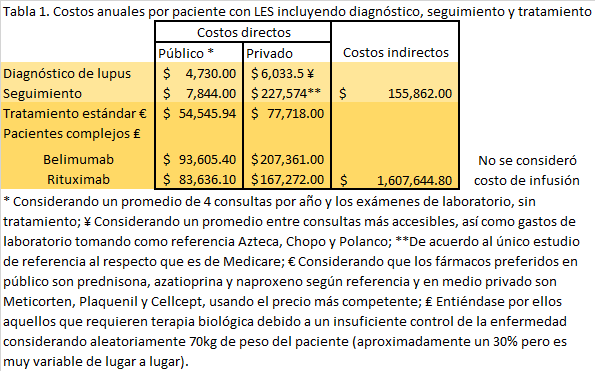 Tabla 1. Costos anuales por paciente con LES incluyendo diagnóstico, seguimiento y tratamiento
Costos directos
Público * Privado Costos indirectos
Diagnóstico de lupus $ 4,730.00 $ 6,033.5 ¥
Seguimiento $ 7,844.00 $ 227,574** $ 155,862.00
Tratamiento estándar € $ 54,545.94 $ 77,718.00
Pacientes complejos ₤
Belimumab $ 93,605.40 $ 207,361.00 No se consideró
Rituximab $ 83,636.10 $ 167,272.00 $ 1,607,644.80 costo de infusión
* Considerando un promedio de 4 consultas por año y los exámenes de laboratorio, sin
tratamiento; ¥ Considerando un promedio entre consultas más accesibles, así como gastos de
laboratorio tomando como referencia Azteca, Chopo y Polanco; **De acuerdo al único estudio
de referencia al respecto que es de Medicare; € Considerando que los fármacos preferidos en
público son prednisona, azatioprina y naproxeno según referencia y en medio privado son
Meticorten, Plaquenil y Cellcept, usando el precio más competente; ₤ Entiéndase por ellos
aquellos que requieren terapia biológica debido a un insuficiente control de la enfermedad
considerando aleatoriamente 70kg de peso del paciente (aproximadamente un 30% pero es
muy variable de lugar a lugar).